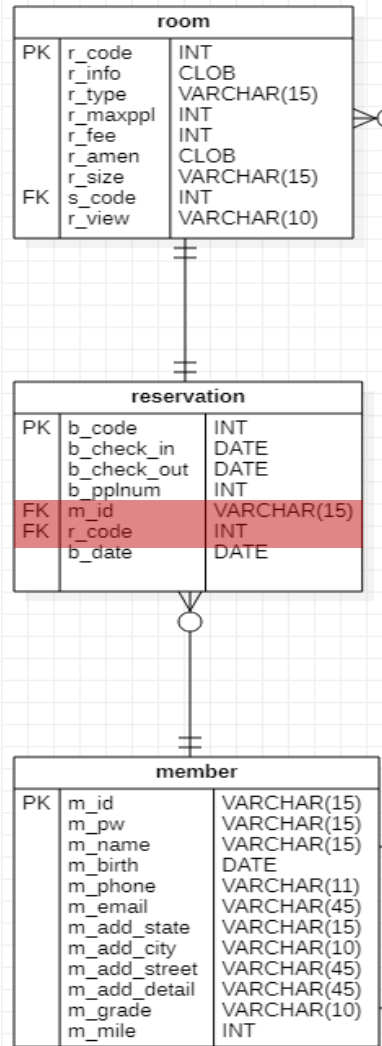 room
PK r_code INT
r_info CLOB
r_type VARCHAR(15)
r_maxppl INT
r_fee INT
r_amen CLOB
r_size VARCHAR(15)
FK s_code INT
r_view VARCHAR(10)
reservation
PK b_code INT
b_check_in DATE
b_check_out DATE
b_pplnum INT
FK m_id VARCHAR(15)
FK r_code INT
b_date DATE
member
PK m_id VARCHAR(15)
m_pw VARCHAR(15)
m_name VARCHAR(15)
m_birth DATE
m_phone VARCHAR(11)
m_email VARCHAR(45)
m_add_state VARCHAR(15)
m_add_city VARCHAR(10)
m_add_street VARCHAR(45)
m_add_detail VARCHAR(45)
m_grade VARCHAR(10)
m_mile INT